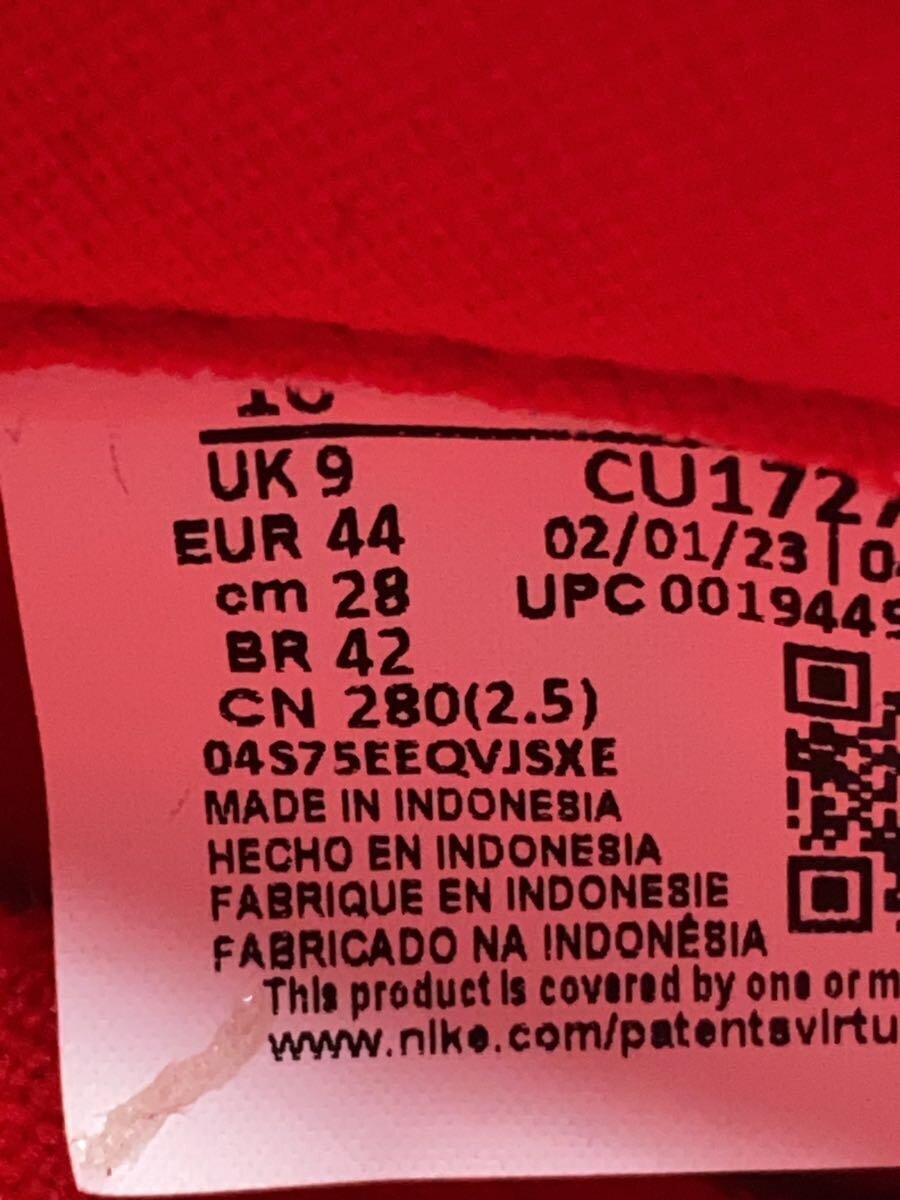 10
UK 9
CU172
EUR 44
02/01/23 | 0
cm 28
UPC 0019449
BR 42
CN 280(2.5)
04S75EEQVJSXE
MADE IN INDONESIA
HECHO EN INDONESIA
FABRIQUE EN INDONESIE
FABRICADO NA INDONÉSIA
This product is covered by one or m
www.nike.com/patentsvirtu